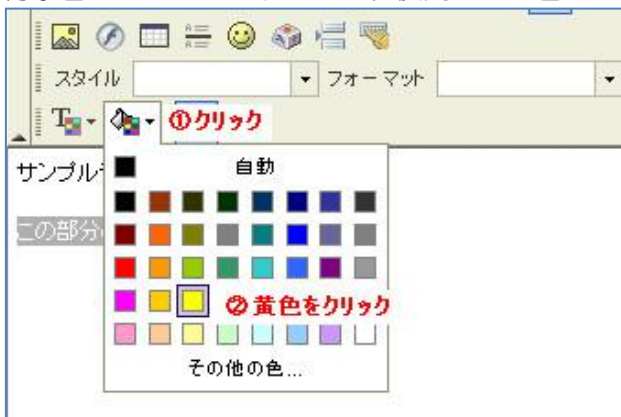 スタイル フォーマット
①クリック
サンプル
自動
この部分
②黄色をクリック
その他の色...